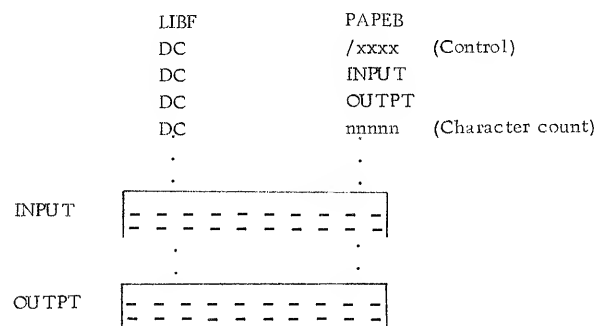 LIBF PAPEB
DC /xxxx (Control)
DC INPUT
DC OUTPT
DC nnnnn (Character count)
INPUT
OUTPT